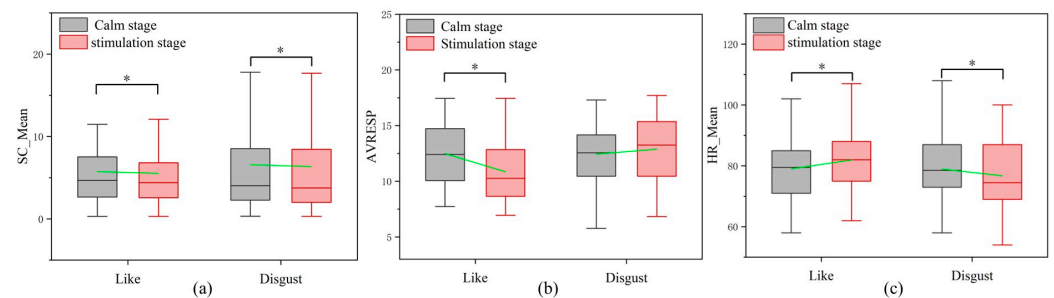 Calm stage
stimulation stage
20
10
0
SC_Mean
*
*
Like
Disgust
(a)
Calm stage
Stimulation stage
25
20
15
10
5
AVRESP
*
Like
Disgust
(b)
Calm stage
stimulation stage
120
100
80
60
HR_Mean
*
*
Like
Disgust
(c)